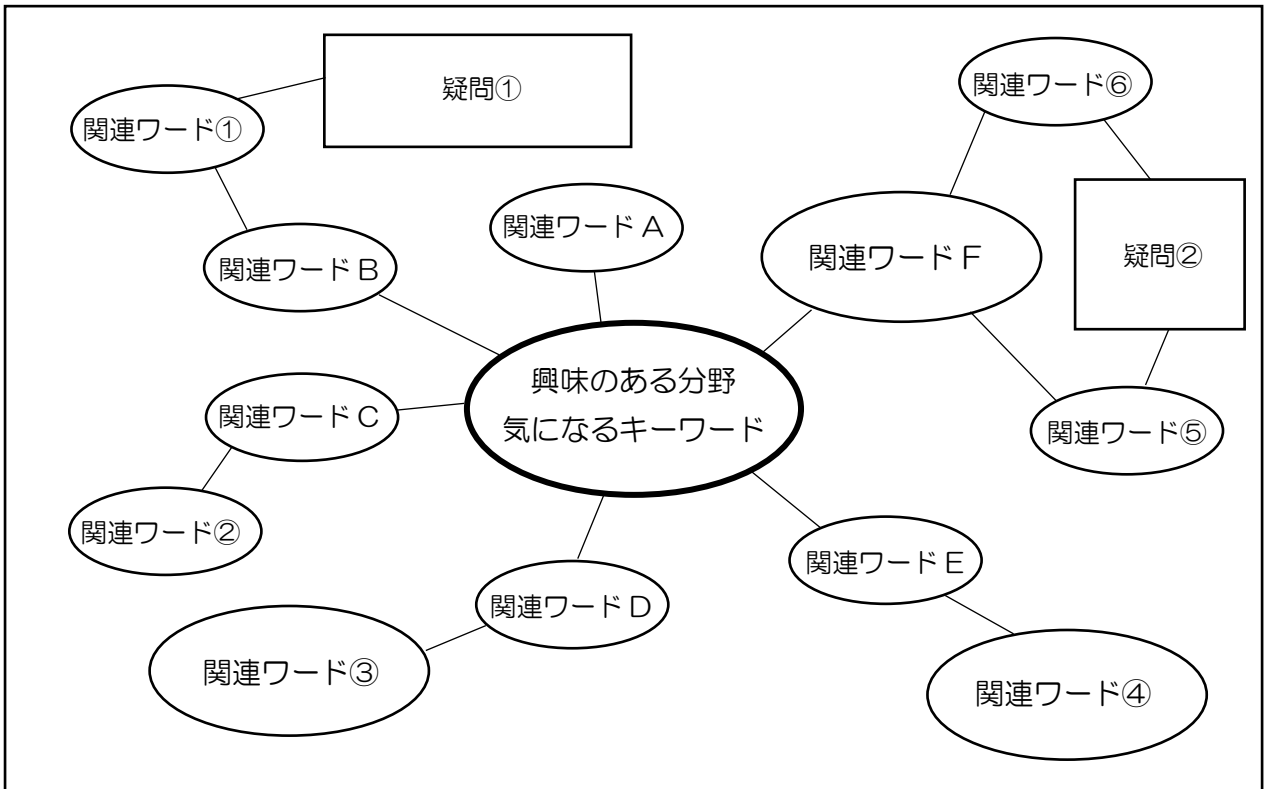 疑問①
関連ワード⑥
関連ワード①
関連ワードA
関連ワードB
関連ワードF
疑問②
興味のある分野
気になるキーワード
関連ワードC
関連ワード⑤
関連ワード②
関連ワードE
関連ワードD
関連ワード③
関連ワード④